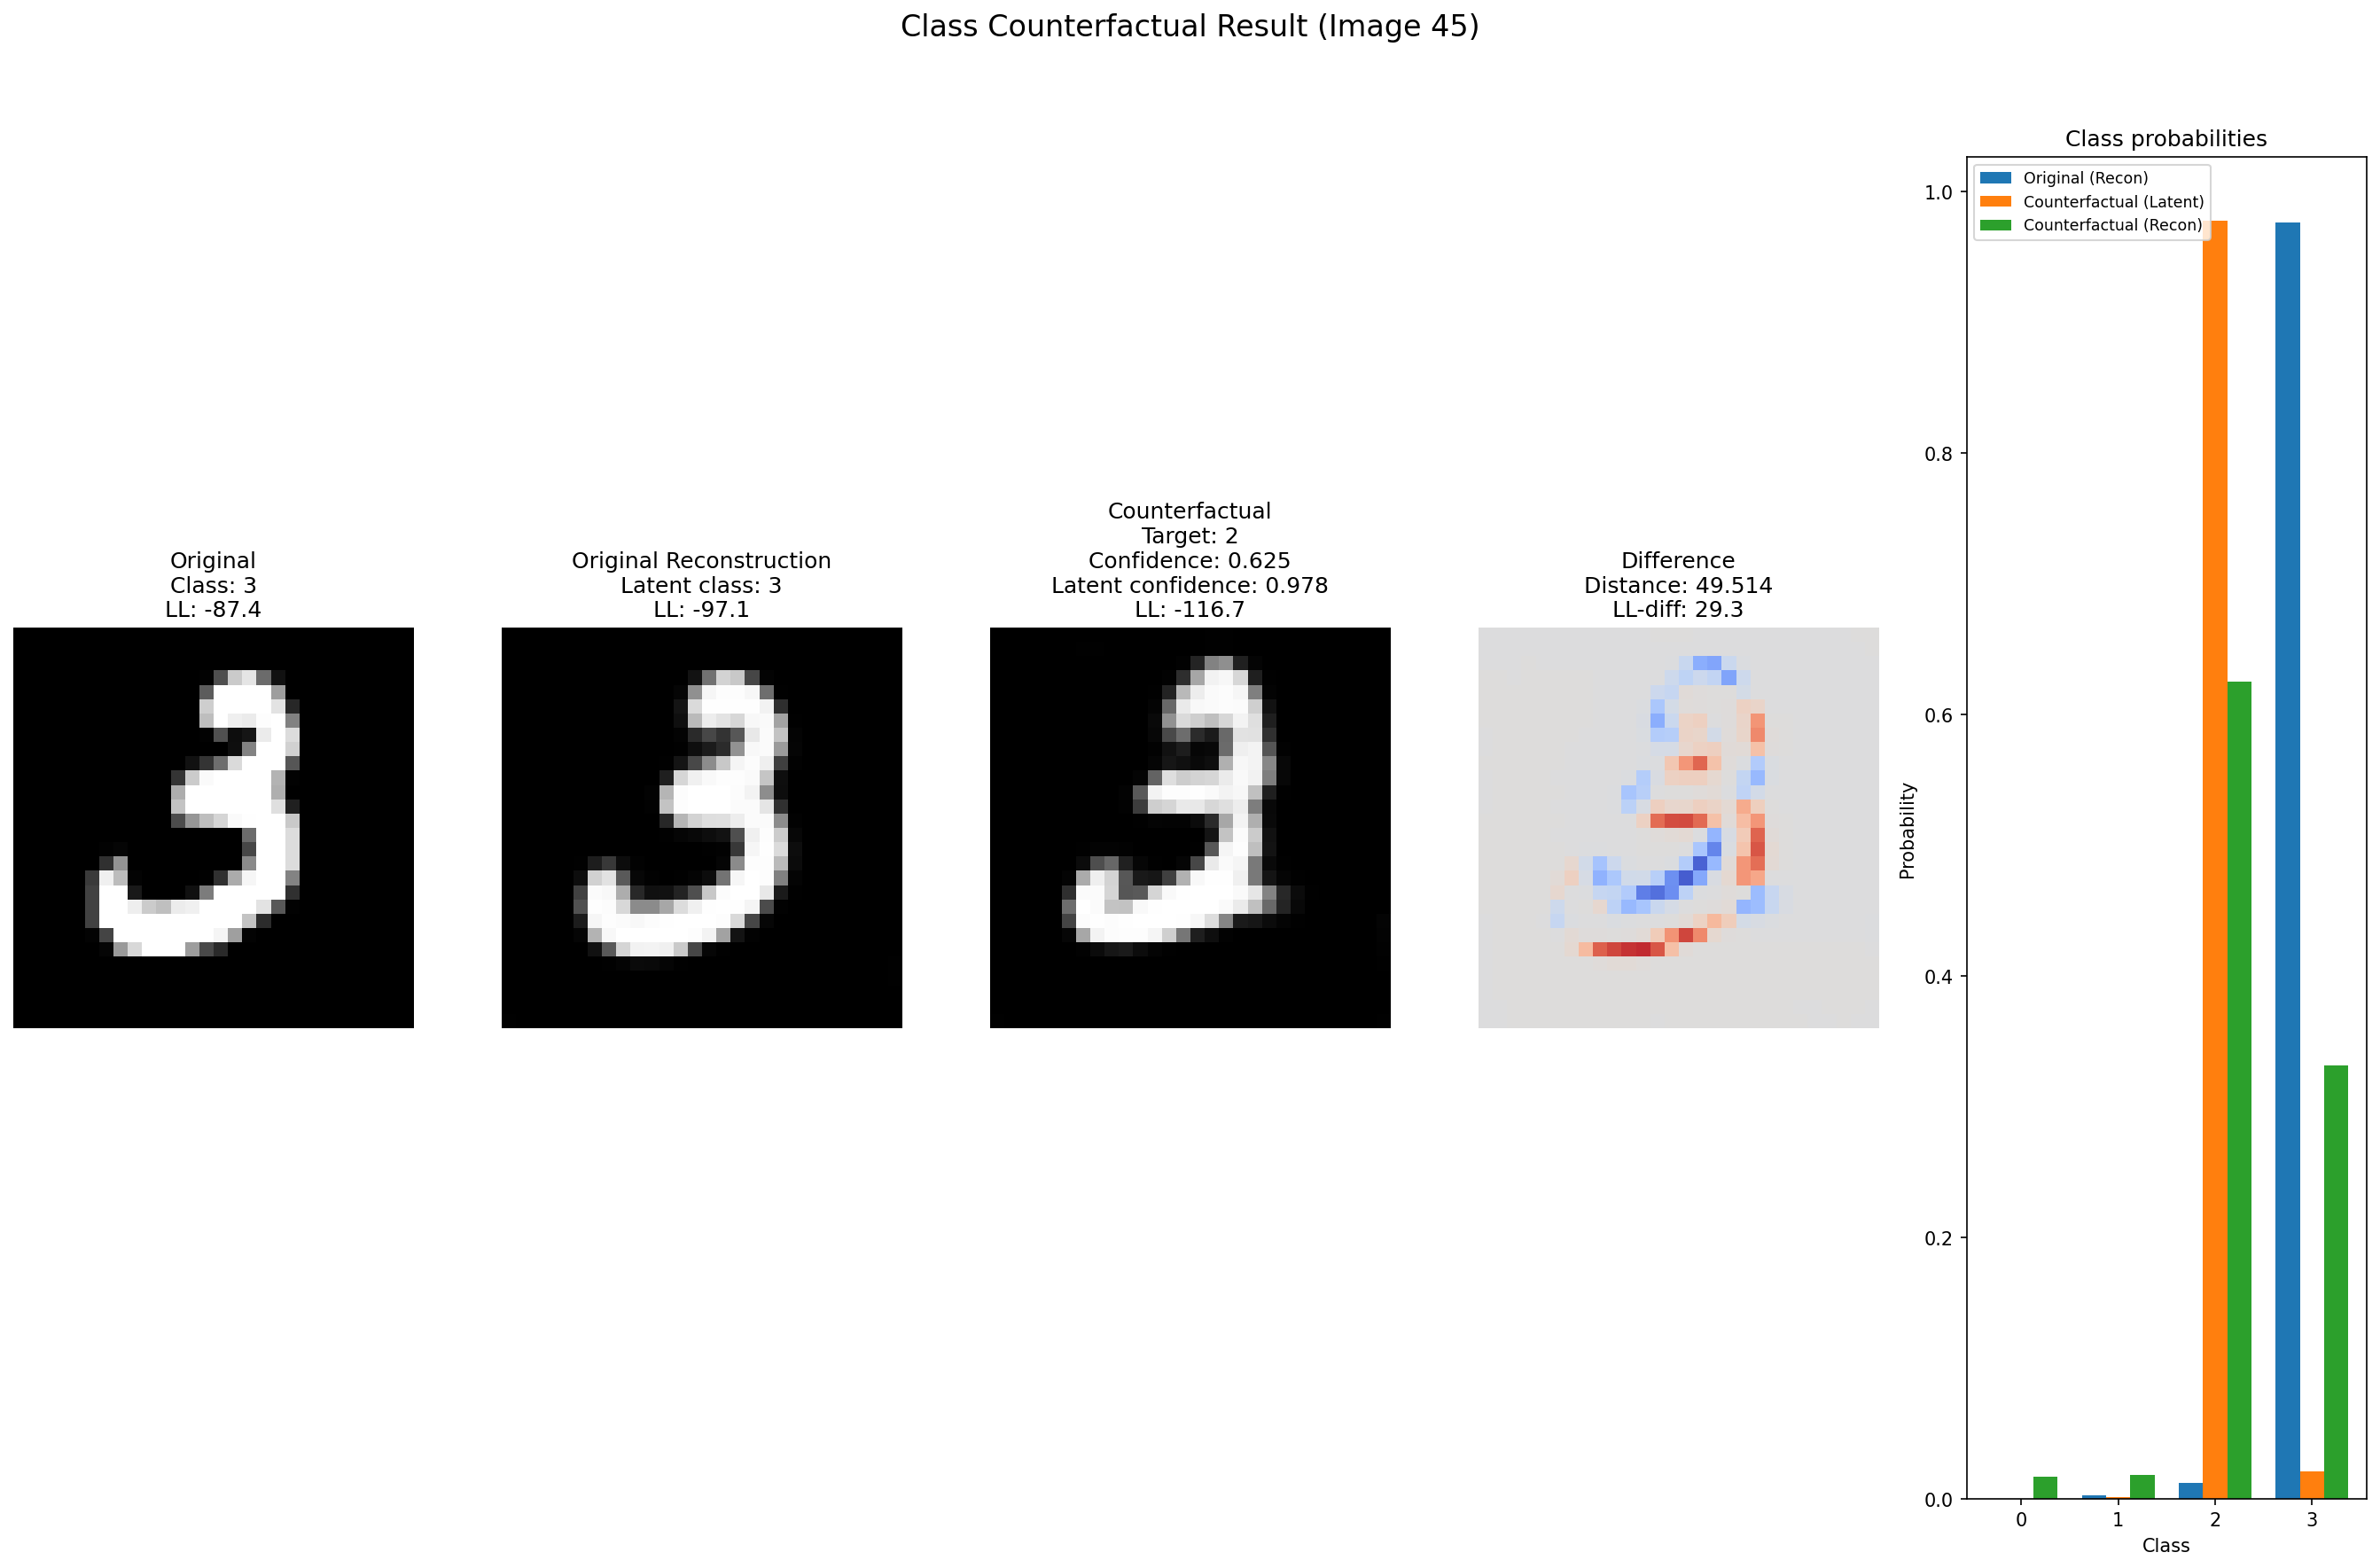 Class Counterfactual Result (Image 45)
Original
Class: 3
LL: -87.4
Original Reconstruction
Latent class: 3
LL: -97.1
Counterfactual
Target: 2
Confidence: 0.625
Latent confidence: 0.978
LL: -116.7
Difference
Distance: 49.514
LL-diff: 29.3
Class probabilities
Original (Recon)
Counterfactual (Latent)
Counterfactual (Recon)
1.0
0.8
0.6
0.4
0.2
0.0
Probability
0 1 2 3
Class
3
3